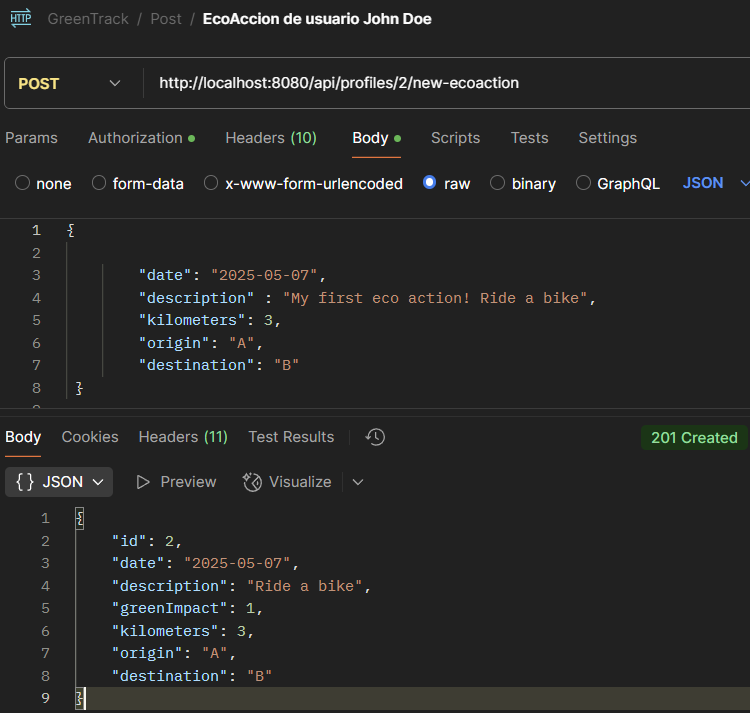 HTTP GreenTrack / Post / EcoAccion de usuario John Doe
POST http://localhost:8080/api/profiles/2/new-ecoaction
Params Authorization Headers (10) Body Scripts Tests Settings
none form-data x-www-form-urlencoded raw binary GraphQL JSON
1 {
2
3 "date": "2025-05-07",
4 "description" : "My first eco action! Ride a bike",
5 "kilometers": 3,
6 "origin": "A",
7 "destination": "B"
8 }
Body Cookies Headers (11) Test Results 201 Created
{} JSON Preview Visualize
1 {
2 "id": 2,
3 "date": "2025-05-07",
4 "description": "Ride a bike",
5 "greenImpact": 1,
6 "kilometers": 3,
7 "origin": "A",
8 "destination": "B"
9 }